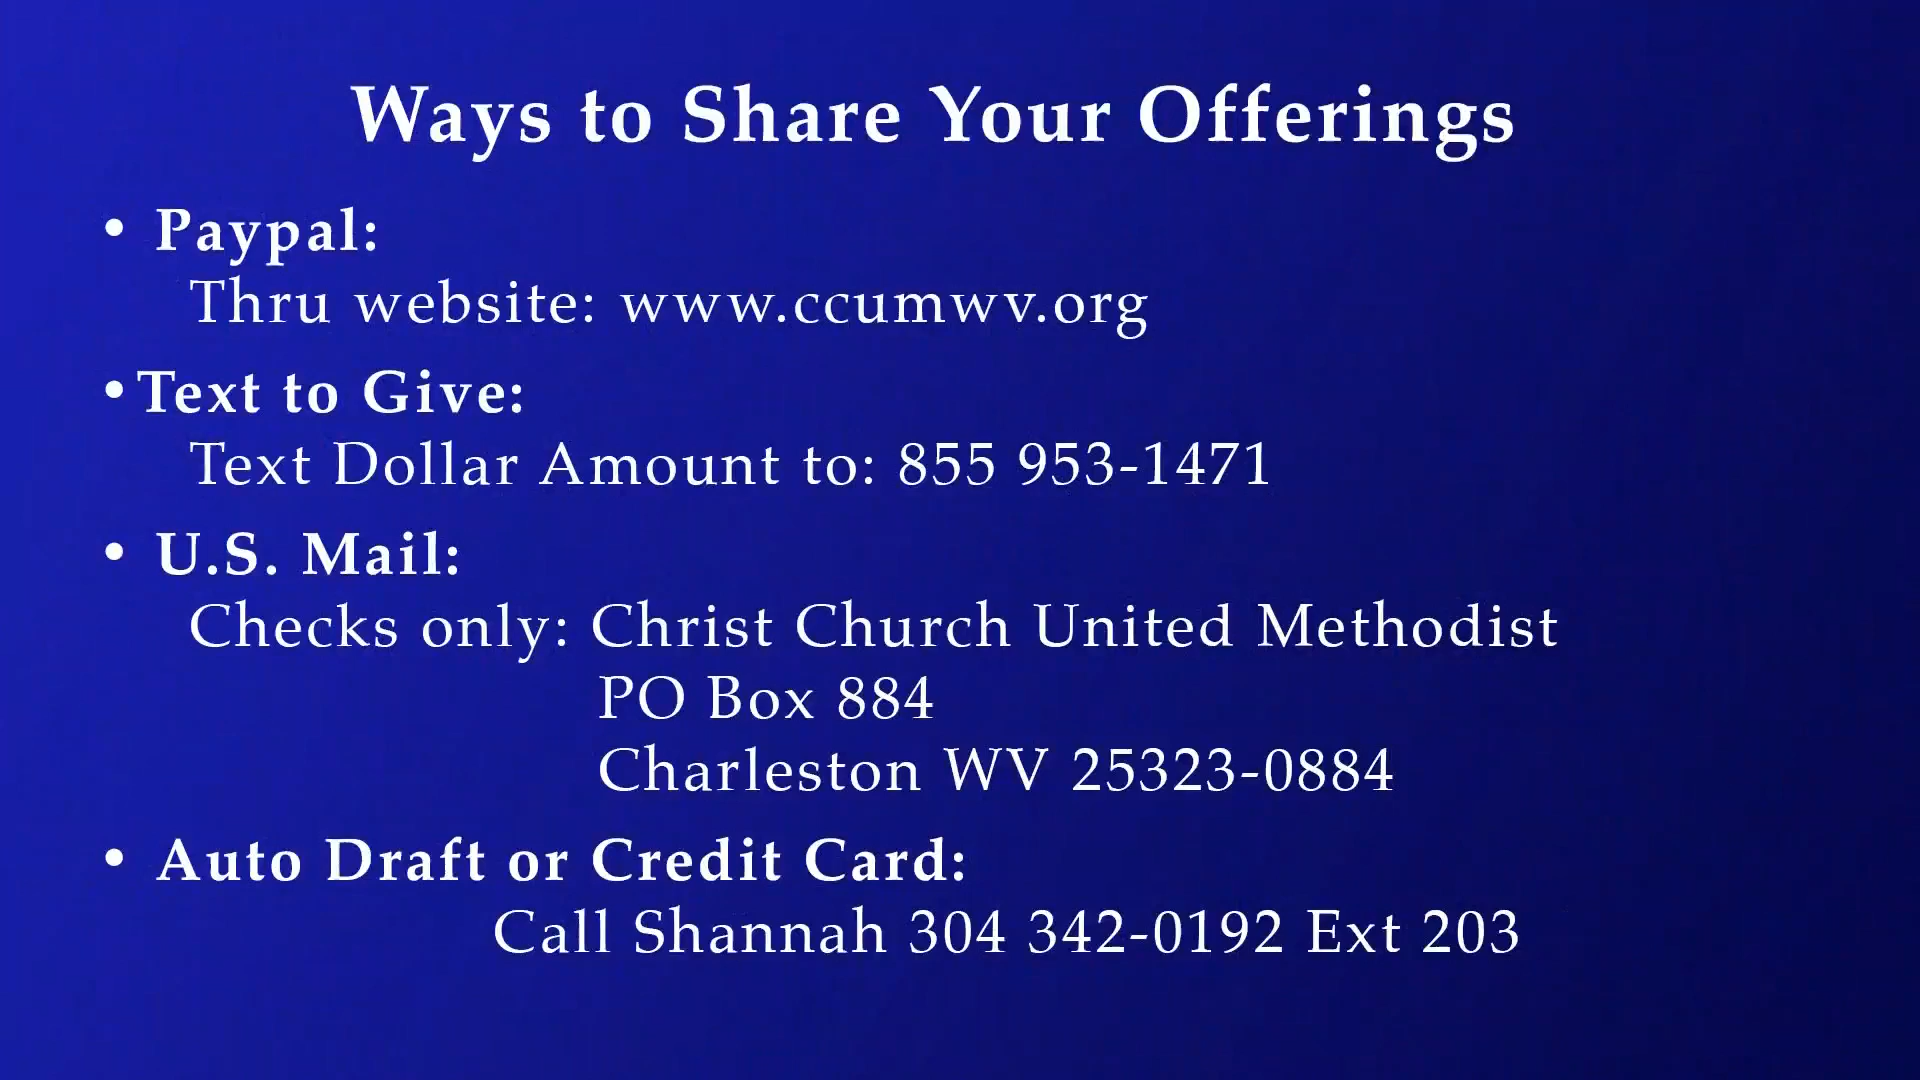 Ways to Share Your Offerings
• Paypal:
Thru website: www.ccumwv.org
• Text to Give:
Text Dollar Amount to: 855 953-1471
• U.S. Mail:
Checks only: Christ Church United Methodist
PO Box 884
Charleston WV 25323-0884
• Auto Draft or Credit Card:
Call Shannah 304 342-0192 Ext 203